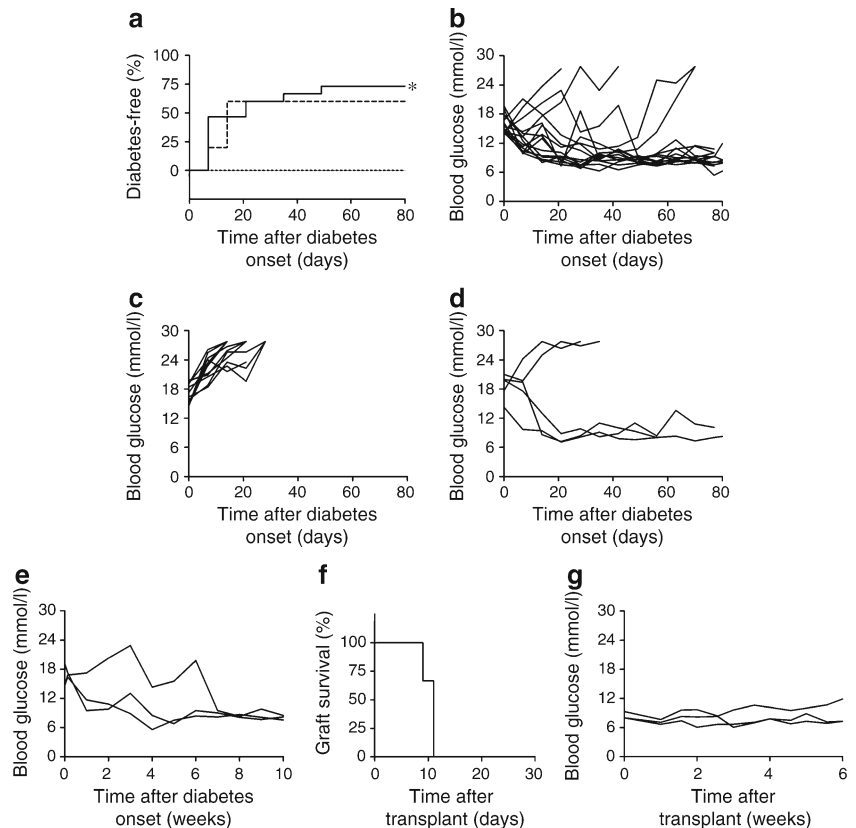 a
Diabetes-free (%)
100
75
50
25
0
*
0 20 40 60 80
Time after diabetes
onset (days)
b
Blood glucose (mmol/l)
30
24
18
12
6
0
0 20 40 60 80
Time after diabetes
onset (days)
c
Blood glucose (mmol/l)
30
24
18
12
6
0
0 20 40 60 80
Time after diabetes
onset (days)
d
Blood glucose (mmol/l)
30
24
18
12
6
0
0 20 40 60 80
Time after diabetes
onset (days)
e
Blood glucose (mmol/l)
30
24
18
12
6
0
0 2 4 6 8 10
Time after diabetes
onset (weeks)
f
Graft survival (%)
100
75
50
25
0
0 10 20 30
Time after
transplant (days)
g
Blood glucose (mmol/l)
30
24
18
12
6
0
0 2 4 6
Time after
transplant (weeks)